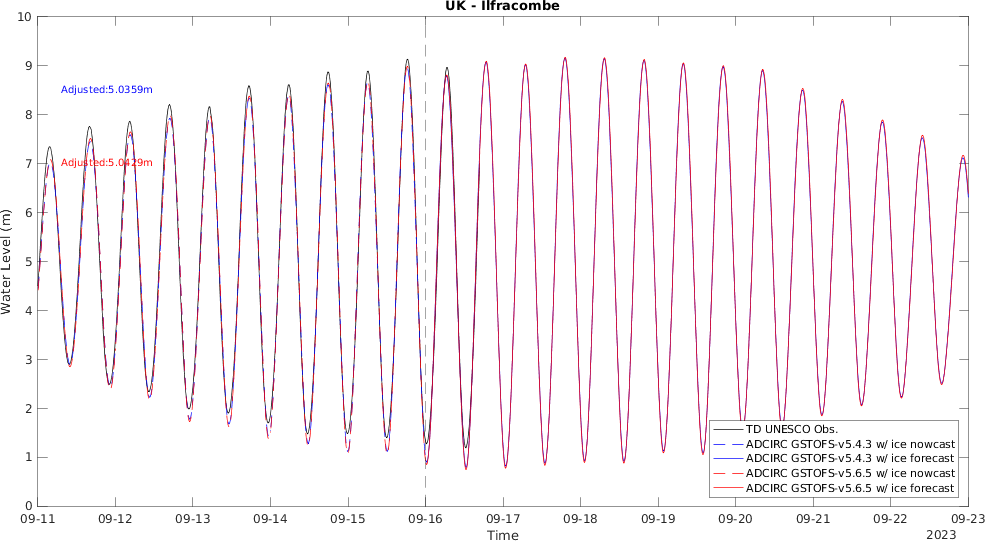 UK - Ilfracombe
10
9
8
7
6
5
4
3
2
1
0
Water Level (m)
Adjusted:5.0359m
Adjusted:5.0429m
TD UNESCO Obs.
ADCIRC GSTOFS-v5.4.3 w/ ice nowcast
ADCIRC GSTOFS-v5.4.3 w/ ice forecast
ADCIRC GSTOFS-v5.6.5 w/ ice nowcast
ADCIRC GSTOFS-v5.6.5 w/ ice forecast
09-11 09-12 09-13 09-14 09-15 09-16 09-17 09-18 09-19 09-20 09-21 09-22 09-23
Time
2023